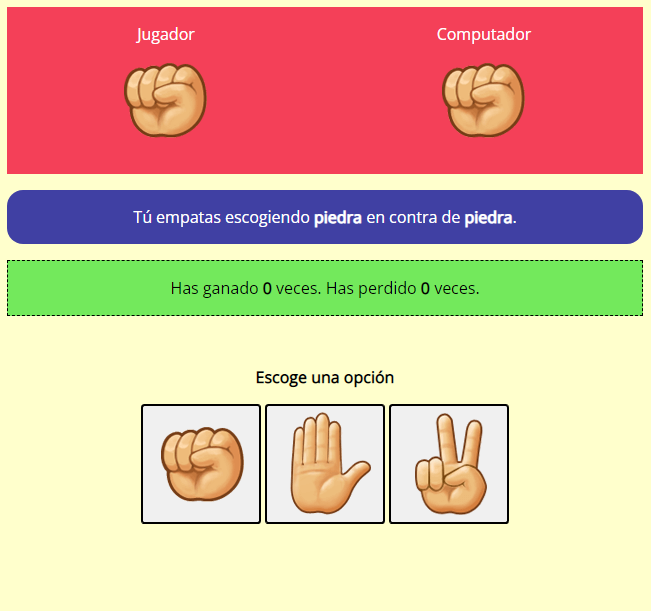 Jugador
Computador
Tú empatas escogiendo piedra en contra de piedra.
Has ganado 0 veces. Has perdido 0 veces.
Escoge una opción